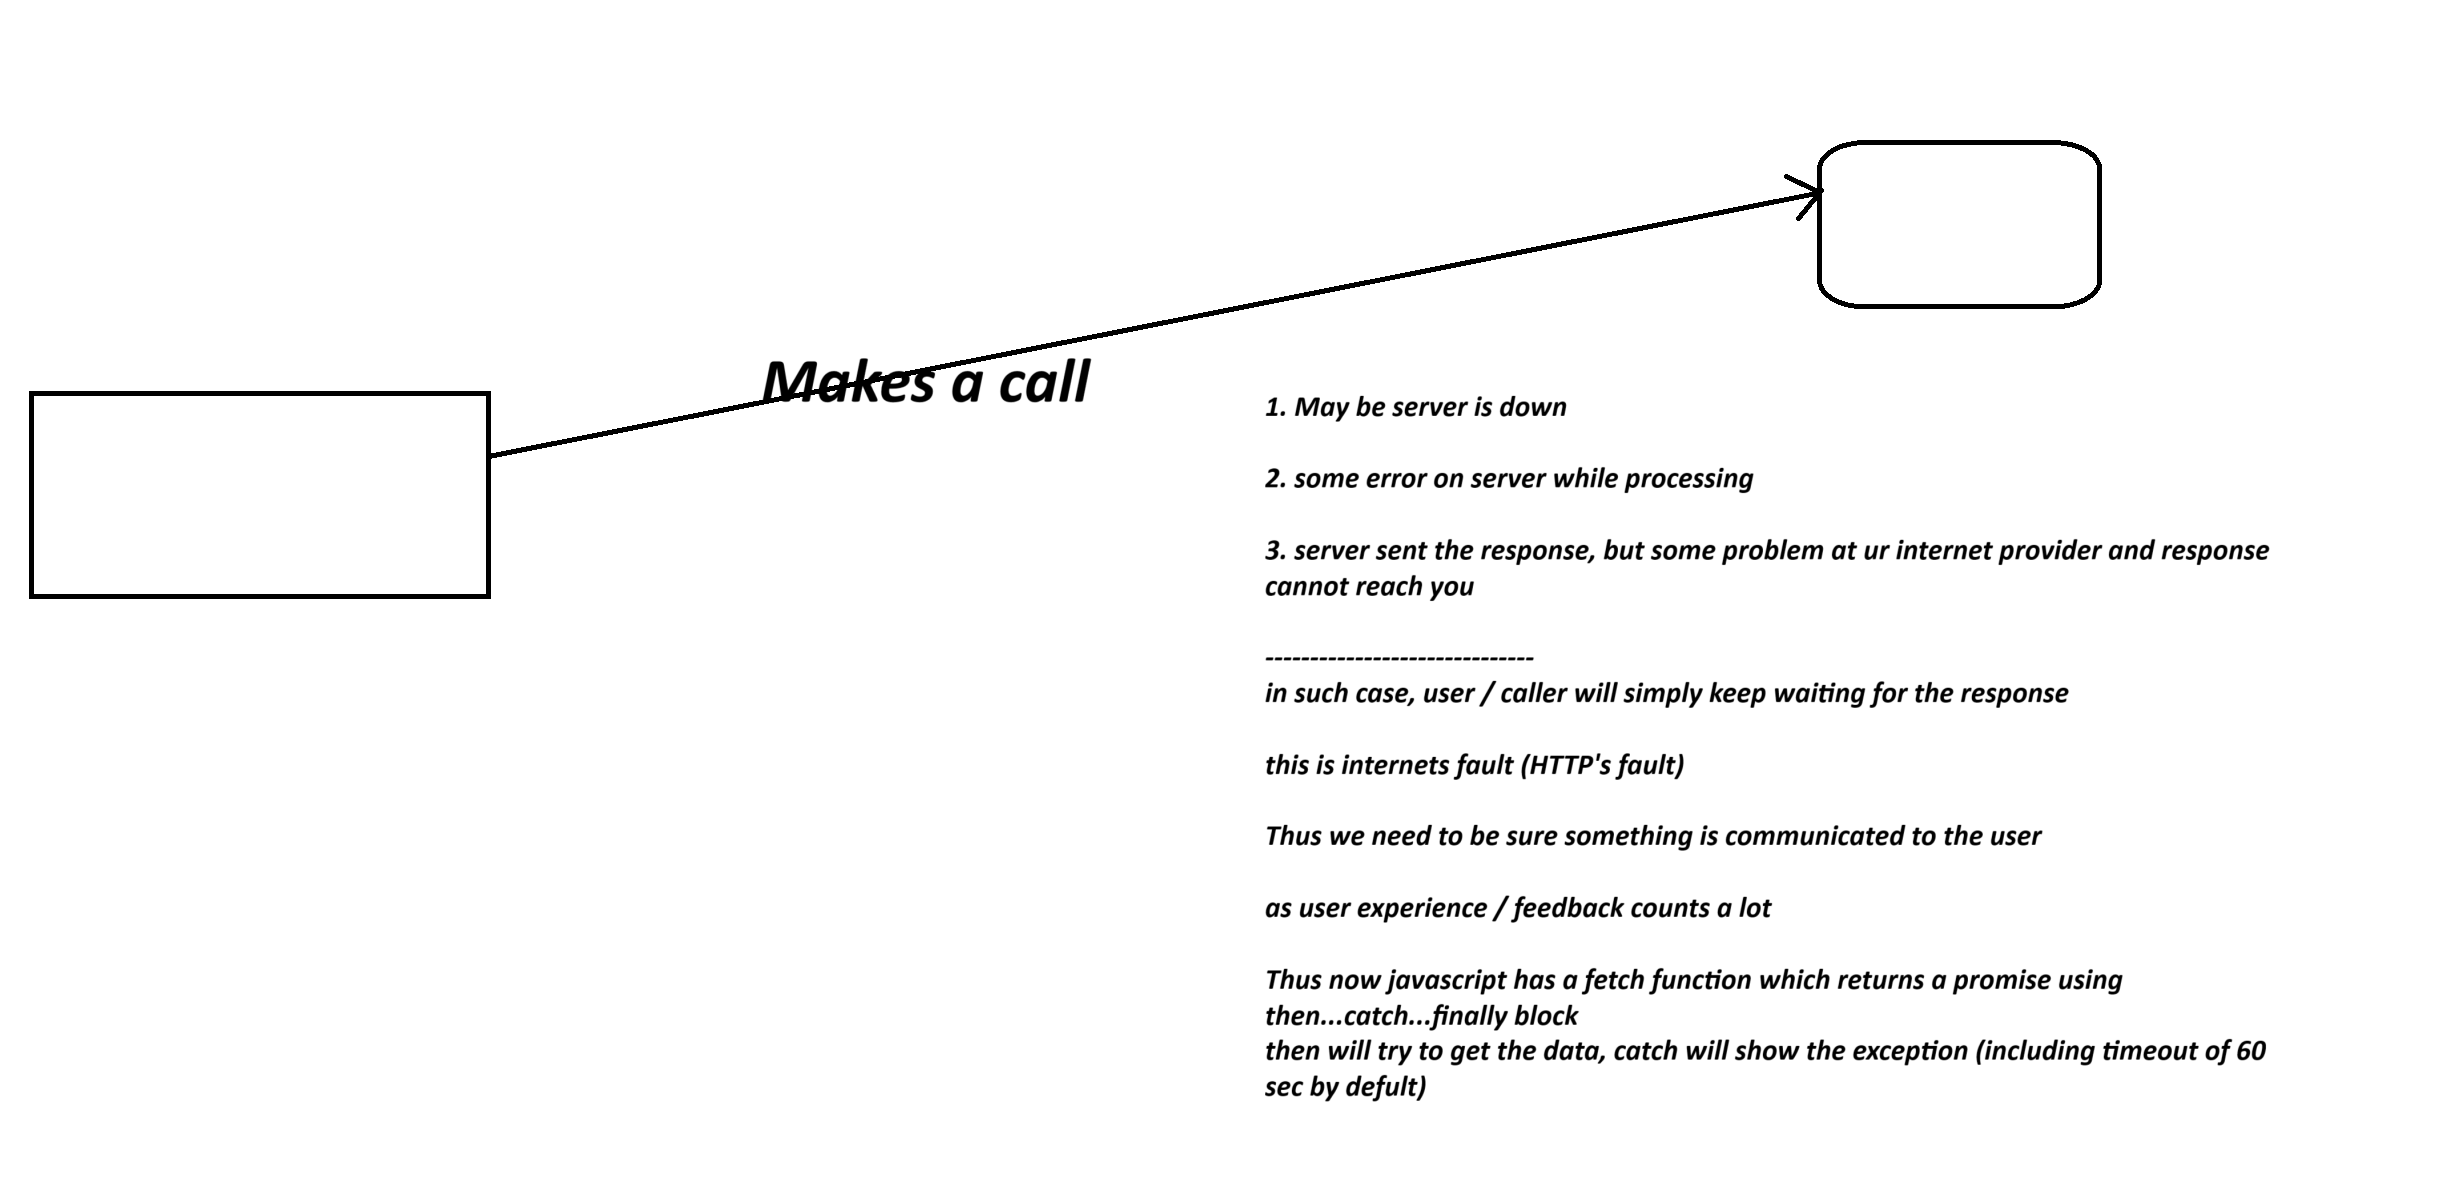 Makes a call
1. May be server is down
2. some error on server while processing
3. server sent the response, but some problem at ur internet provider and response
cannot reach you
------------------------------
in such case, user / caller will simply keep waiting for the response
this is internets fault (HTTP's fault)
Thus we need to be sure something is communicated to the user
as user experience / feedback counts a lot
Thus now javascript has a fetch function which returns a promise using
then...catch...finally block
then will try to get the data, catch will show the exception (including timeout of 60
sec by defult)